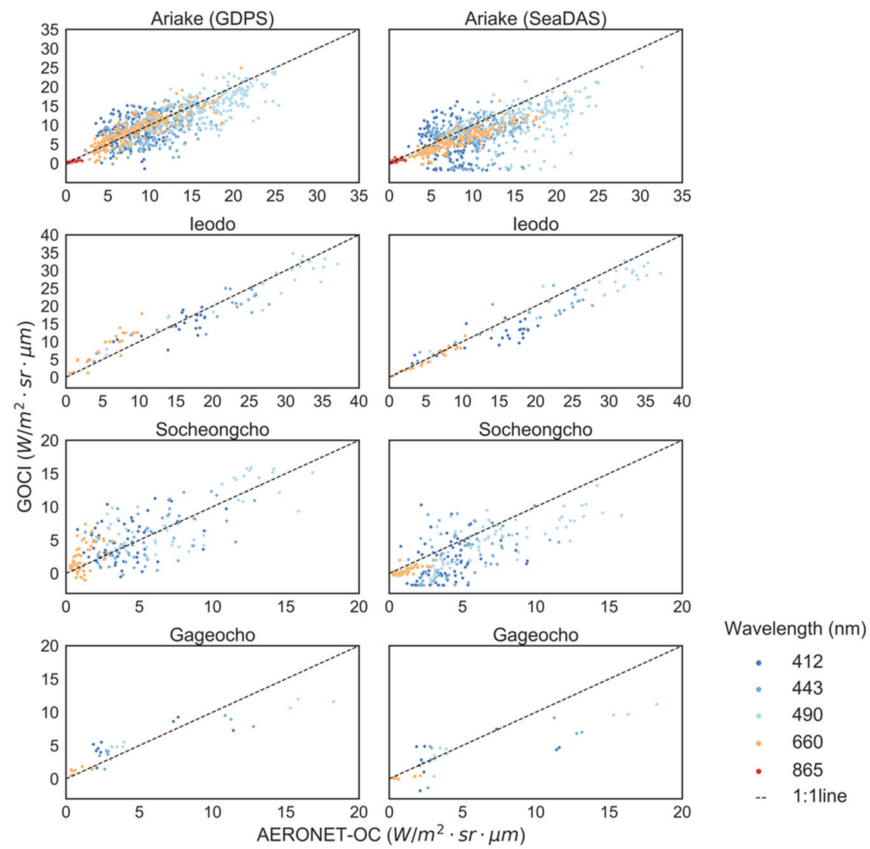 Ariake (GDPS)
Ariake (SeaDAS)
35
30
25
20
15
10
5
0
0 5 10 15 20 25 30 35
0 5 10 15 20 25 30 35
Ieodo
Ieodo
40
35
30
25
20
15
10
5
0
0 5 10 15 20 25 30 35 40
0 5 10 15 20 25 30 35 40
Socheongcho
Socheongcho
20
15
10
5
0
0 5 10 15 20
0 5 10 15 20
Gageocho
Gageocho
20
15
10
5
0
0 5 10 15 20
0 5 10 15 20
GOCI (W/m² · sr · μm)
AERONET-OC (W/m² · sr · μm)
Wavelength (nm)
412
443
490
660
865
1:1line